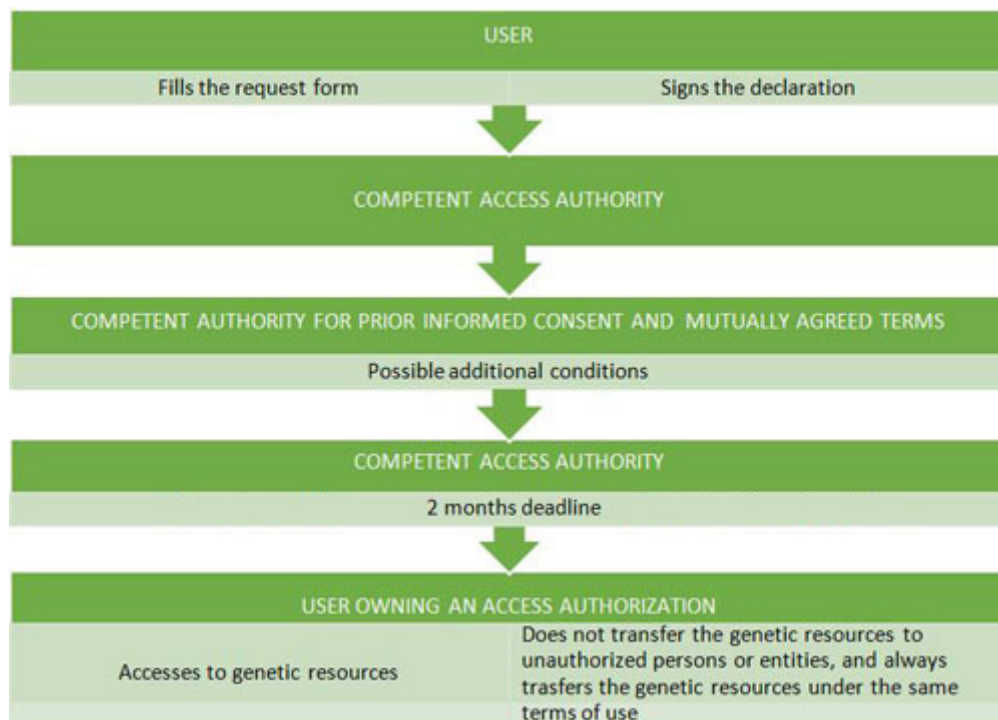 USER
Fills the request form
Signs the declaration
COMPETENT ACCESS AUTHORITY
COMPETENT AUTHORITY FOR PRIOR INFORMED CONSENT AND MUTUALLY AGREED TERMS
Possible additional conditions
COMPETENT ACCESS AUTHORITY
2 months deadline
USER OWNING AN ACCESS AUTHORIZATION
Accesses to genetic resources
Does not transfer the genetic resources to
unauthorized persons or entities, and always
trasfers the genetic resources under the same
terms of use